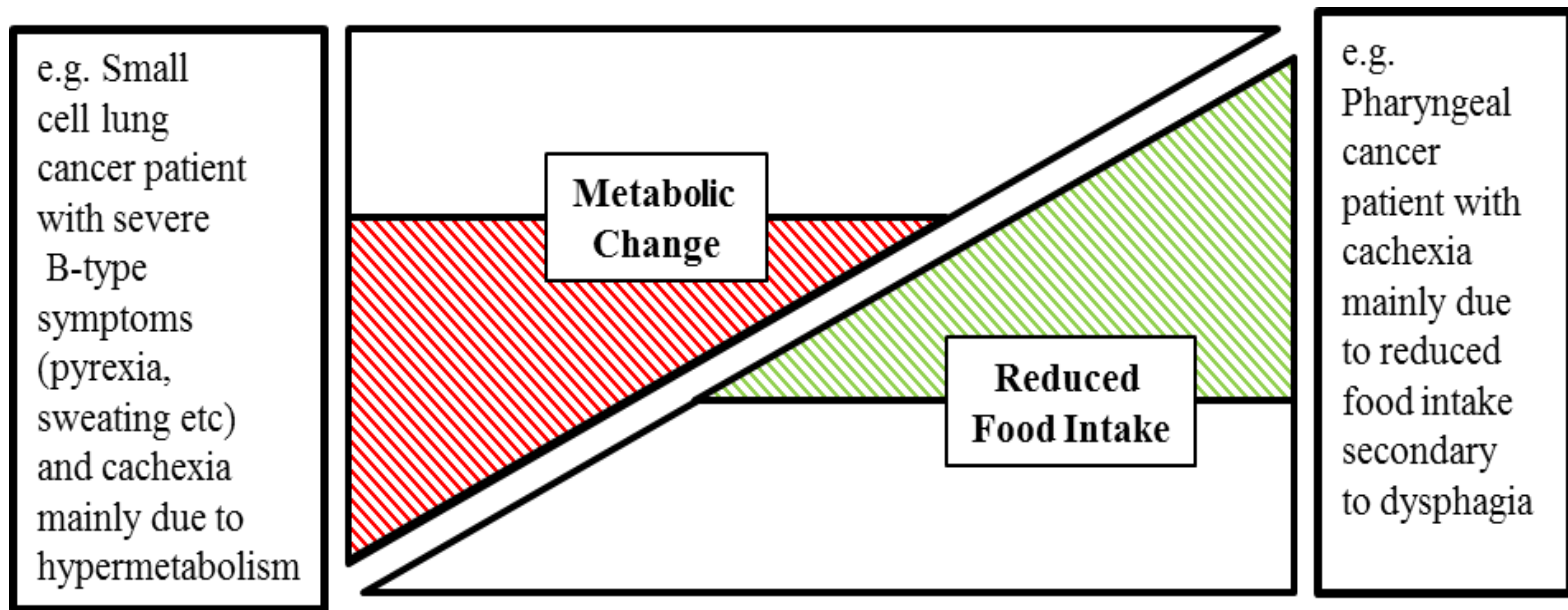 e.g. Small
cell lung
cancer patient
with severe
B-type
symptoms
(pyrexia,
sweating etc)
and cachexia
mainly due to
hypermetabolism
Metabolic
Change
Reduced
Food Intake
e.g.
Pharyngeal
cancer
patient with
cachexia
mainly due
to reduced
food intake
secondary
to dysphagia